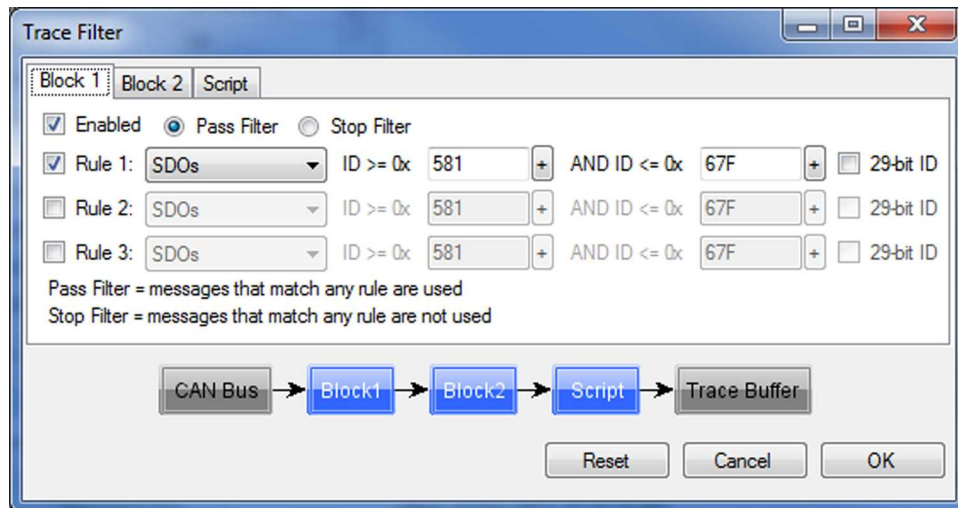 Trace Filter
Block 1 Block 2 Script
Enabled Pass Filter Stop Filter
Rule 1: SDOs ID >= 0x 581 + AND ID <= 0x 67F + 29-bit ID
Rule 2: SDOs ID >= 0x 581 + AND ID <= 0x 67F + 29-bit ID
Rule 3: SDOs ID >= 0x 581 + AND ID <= 0x 67F + 29-bit ID
Pass Filter = messages that match any rule are used
Stop Filter = messages that match any rule are not used
CAN Bus Block1 Block2 Script Trace Buffer
Reset Cancel OK